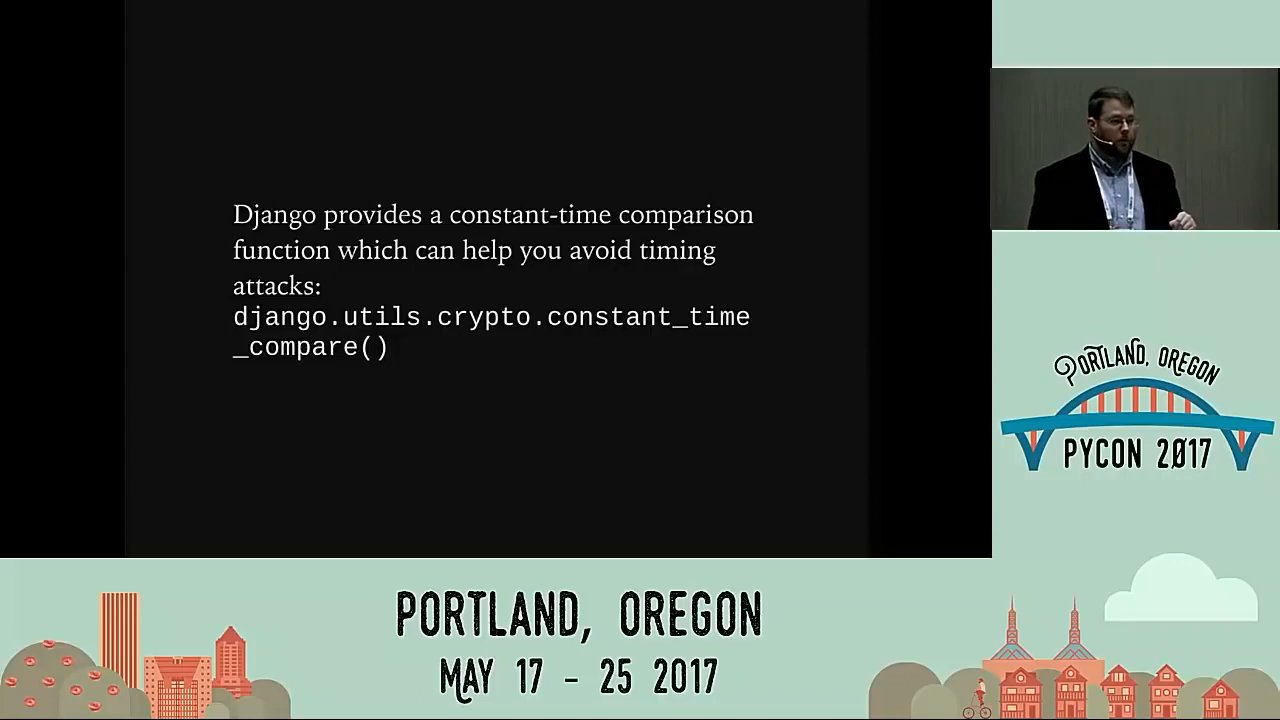 Django provides a constant-time comparison
function which can help you avoid timing
attacks:
django.utils.crypto.constant_time
_compare()
PORTLAND, OREGON
PYCON 2017
PORTLAND, OREGON
MAY 17 - 25 2017